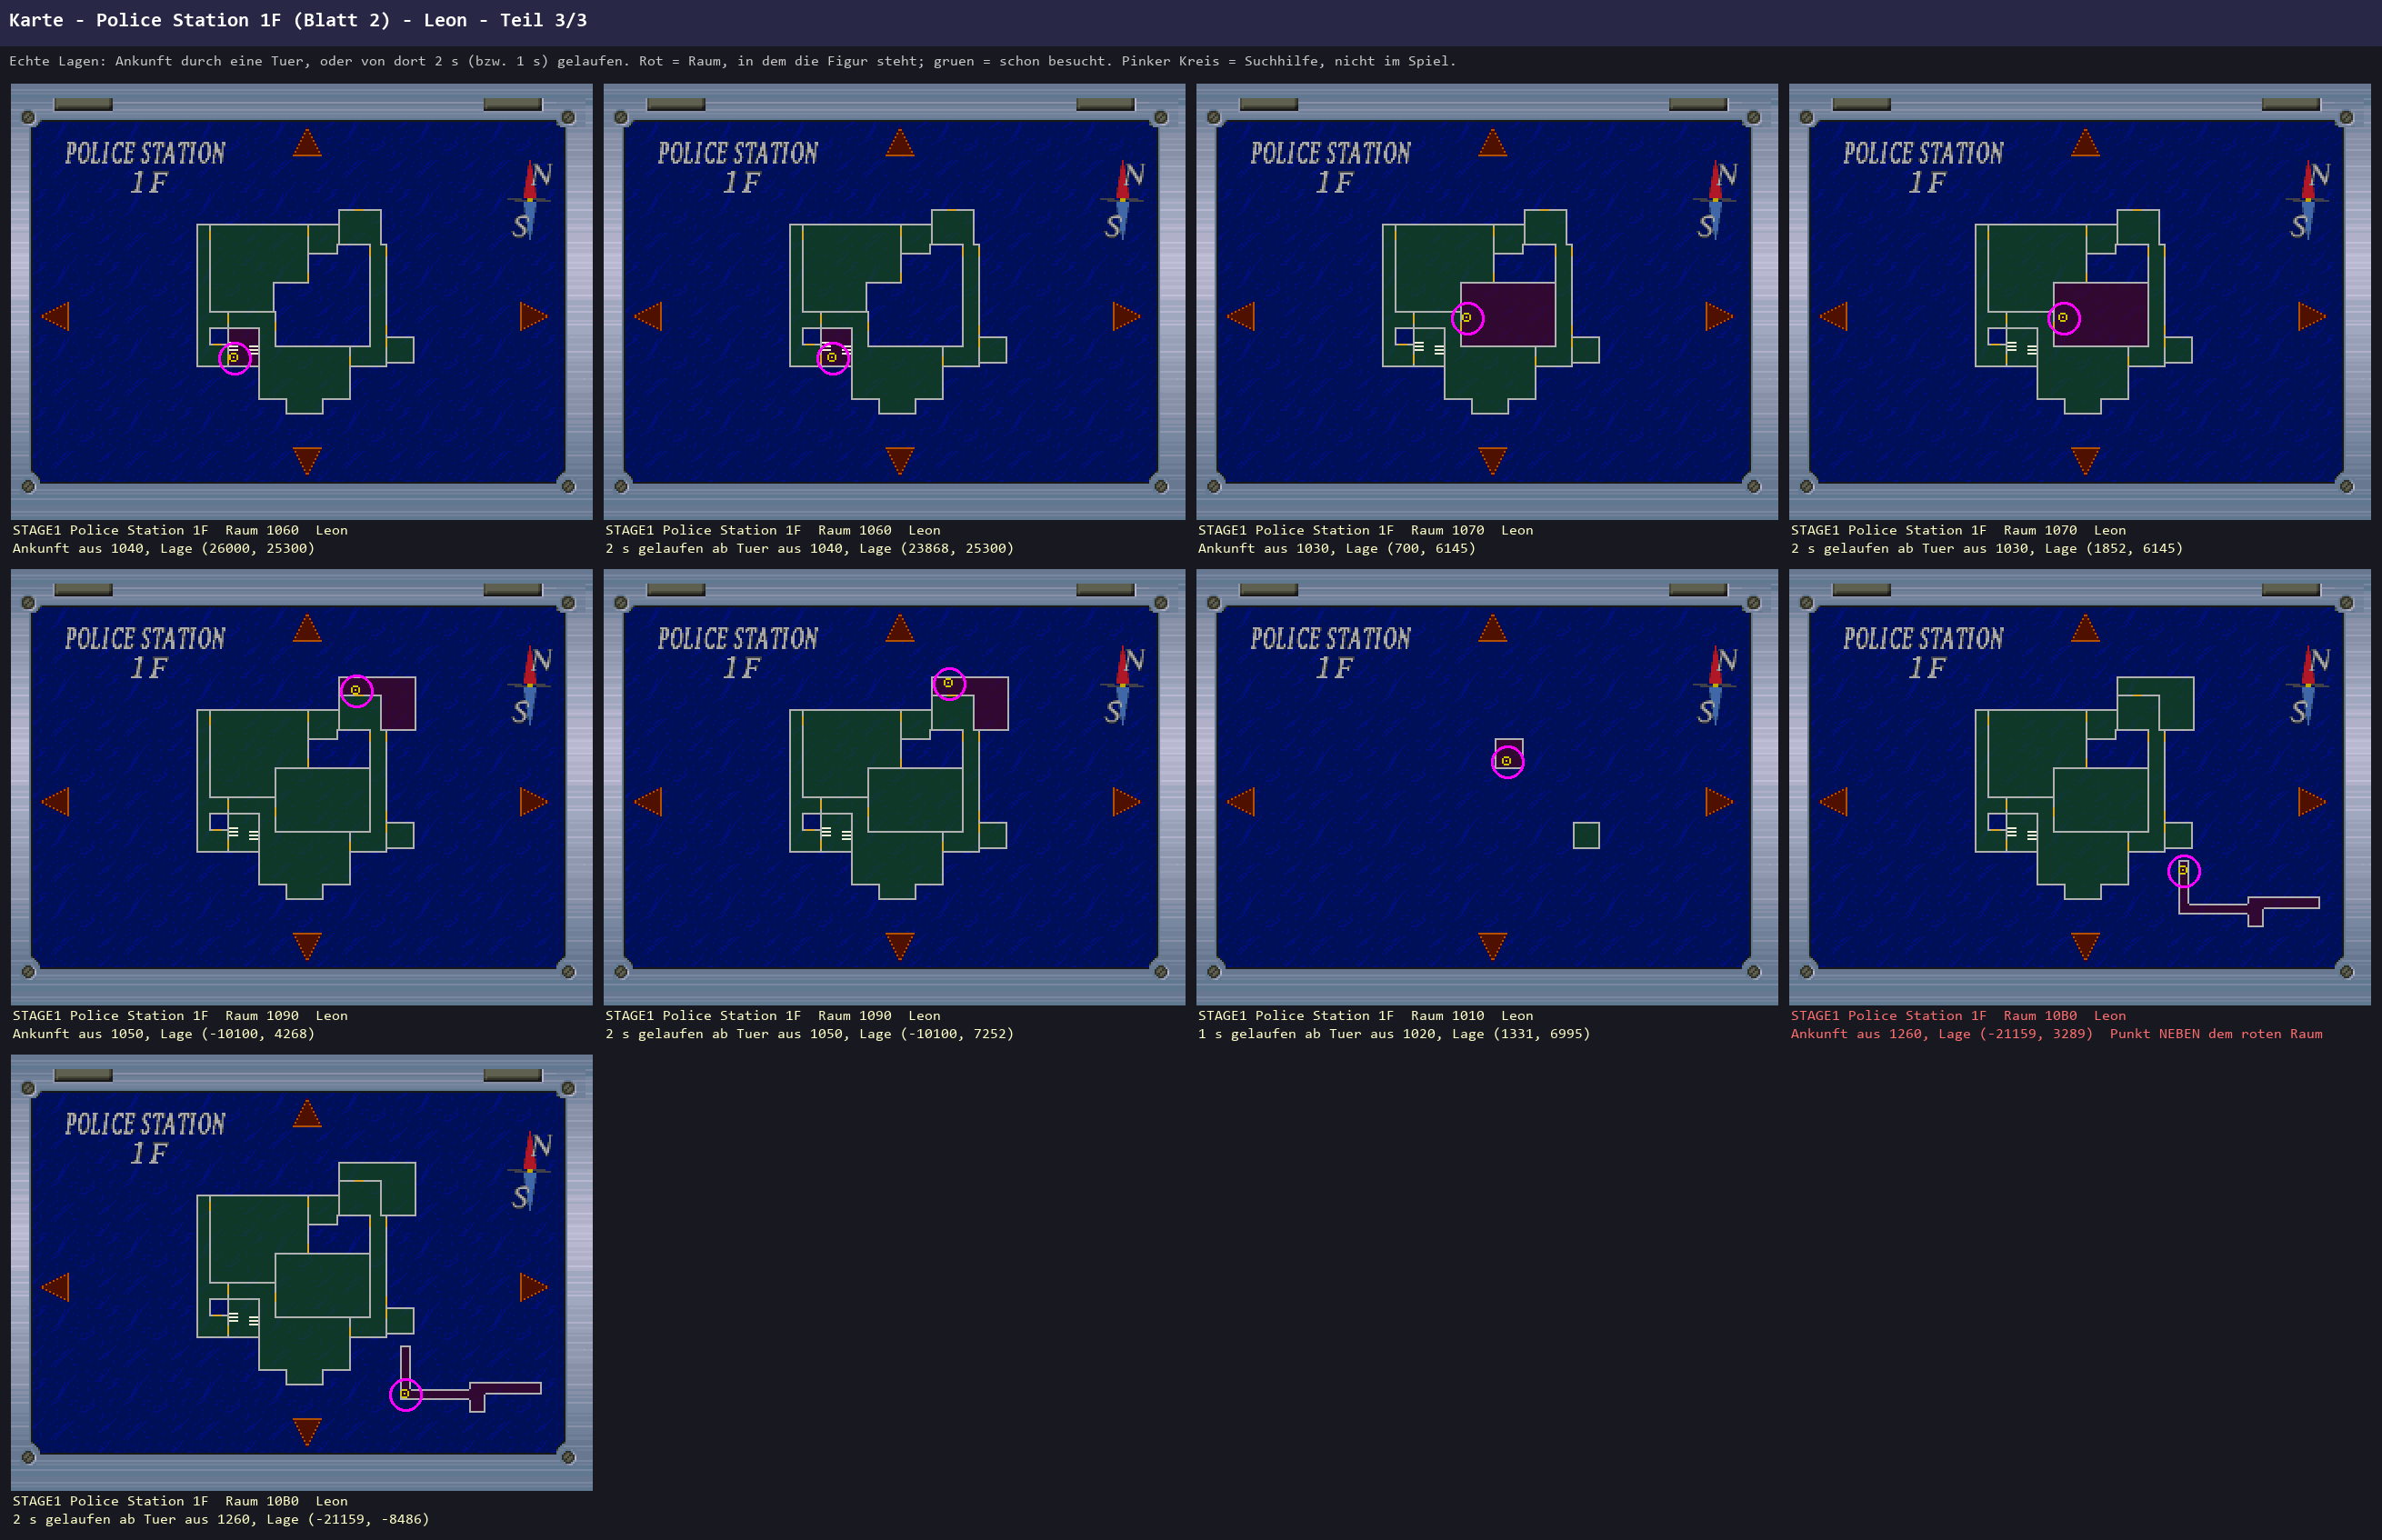 Karte - Police Station 1F (Blatt 2) - Leon - Teil 3/3
Echte Lagen: Ankunft durch eine Tuer, oder von dort 2 s (bzw. 1 s) gelaufen. Rot = Raum, in dem die Figur steht; gruen = schon besucht. Pinker Kreis = Suchhilfe, nicht im Spiel.
POLICE STATION
1F
N
S
STAGE1 Police Station 1F  Raum 1060  Leon
Ankunft aus 1040, Lage (26000, 25300)
POLICE STATION
1F
N
S
STAGE1 Police Station 1F  Raum 1060  Leon
2 s gelaufen ab Tuer aus 1040, Lage (23868, 25300)
POLICE STATION
1F
N
S
STAGE1 Police Station 1F  Raum 1070  Leon
Ankunft aus 1030, Lage (700, 6145)
POLICE STATION
1F
N
S
STAGE1 Police Station 1F  Raum 1070  Leon
2 s gelaufen ab Tuer aus 1030, Lage (1852, 6145)
POLICE STATION
1F
N
S
STAGE1 Police Station 1F  Raum 1090  Leon
Ankunft aus 1050, Lage (-10100, 4268)
POLICE STATION
1F
N
S
STAGE1 Police Station 1F  Raum 1090  Leon
2 s gelaufen ab Tuer aus 1050, Lage (-10100, 7252)
POLICE STATION
1F
N
S
STAGE1 Police Station 1F  Raum 1010  Leon
1 s gelaufen ab Tuer aus 1020, Lage (1331, 6995)
POLICE STATION
1F
N
S
STAGE1 Police Station 1F  Raum 10B0  Leon
Ankunft aus 1260, Lage (-21159, 3289)  Punkt NEBEN dem roten Raum
POLICE STATION
1F
N
S
STAGE1 Police Station 1F  Raum 10B0  Leon
2 s gelaufen ab Tuer aus 1260, Lage (-21159, -8486)